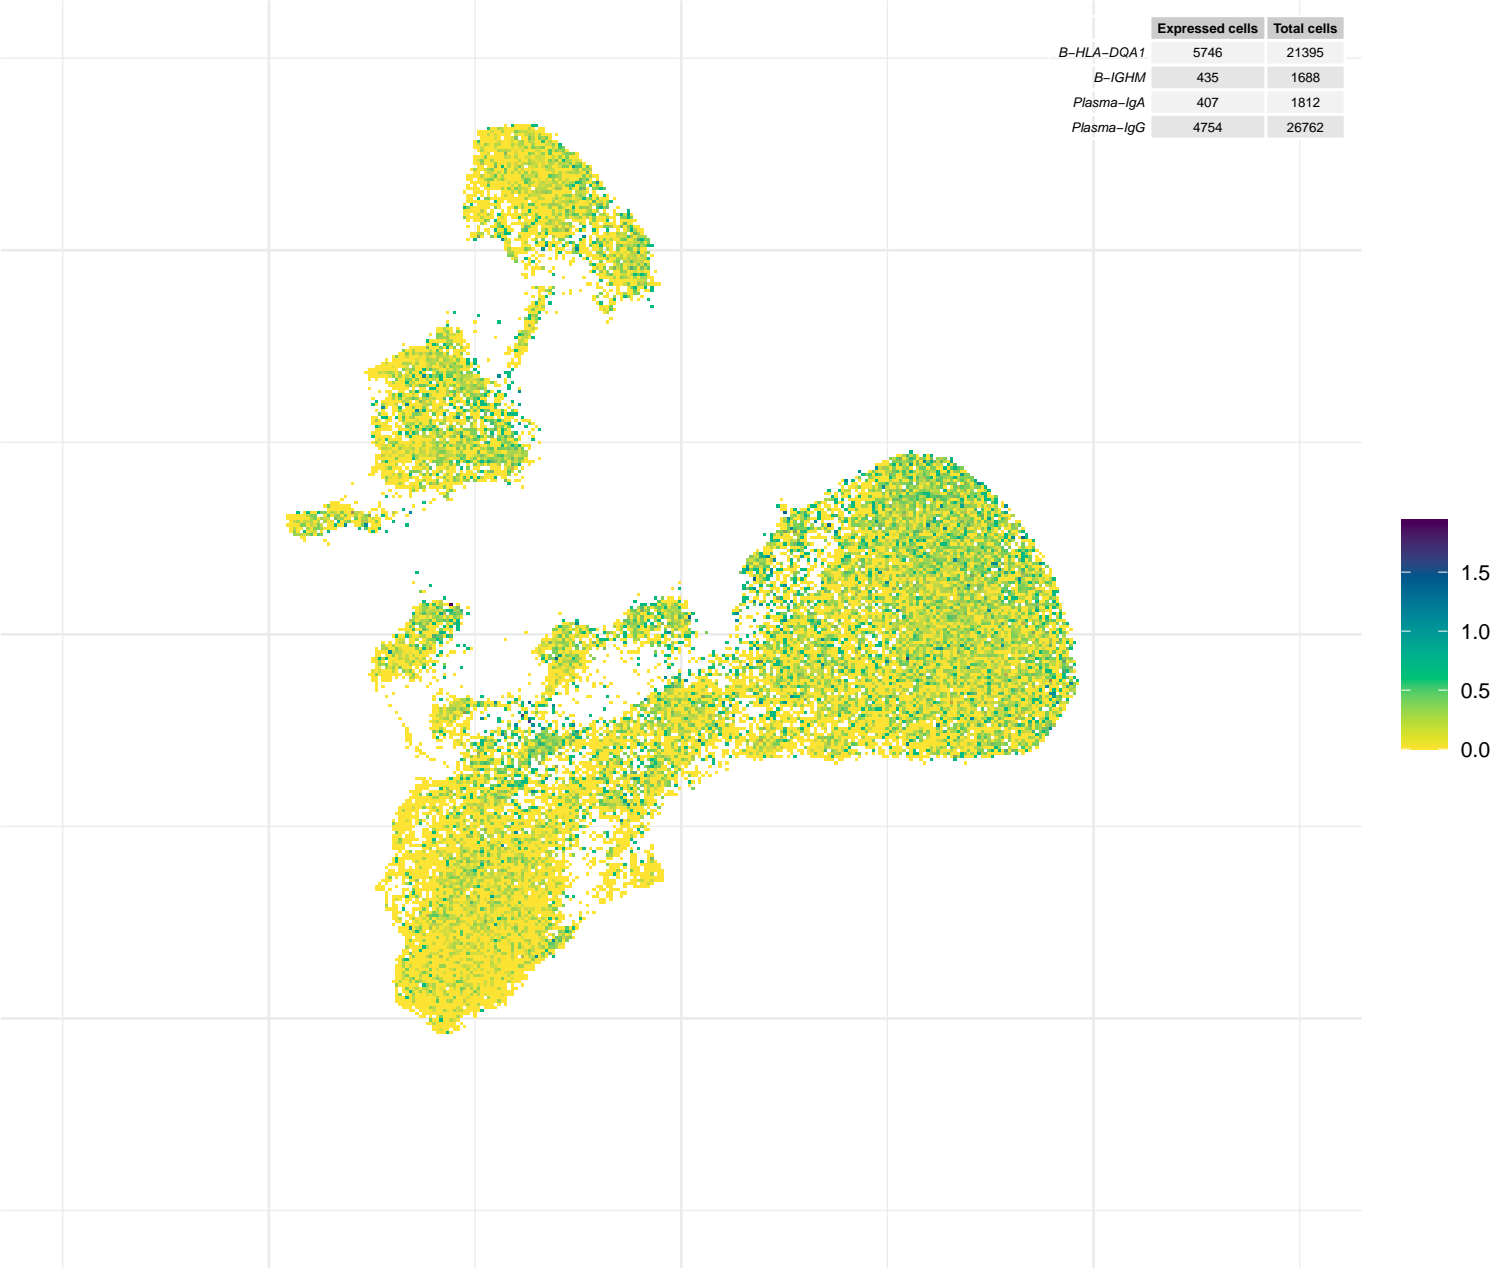 Expressed cells Total cells
B−HLA−DQA1 5746 21395
B−IGHM 435 1688
Plasma−IgA 407 1812
Plasma−IgG 4754 26762
1.5
1.0
0.5
0.0